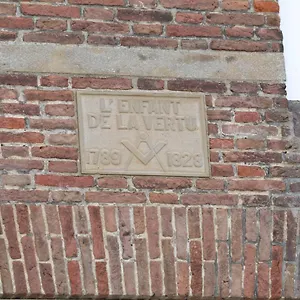 L'ENFANT
DE LA VERTU
1789 1828